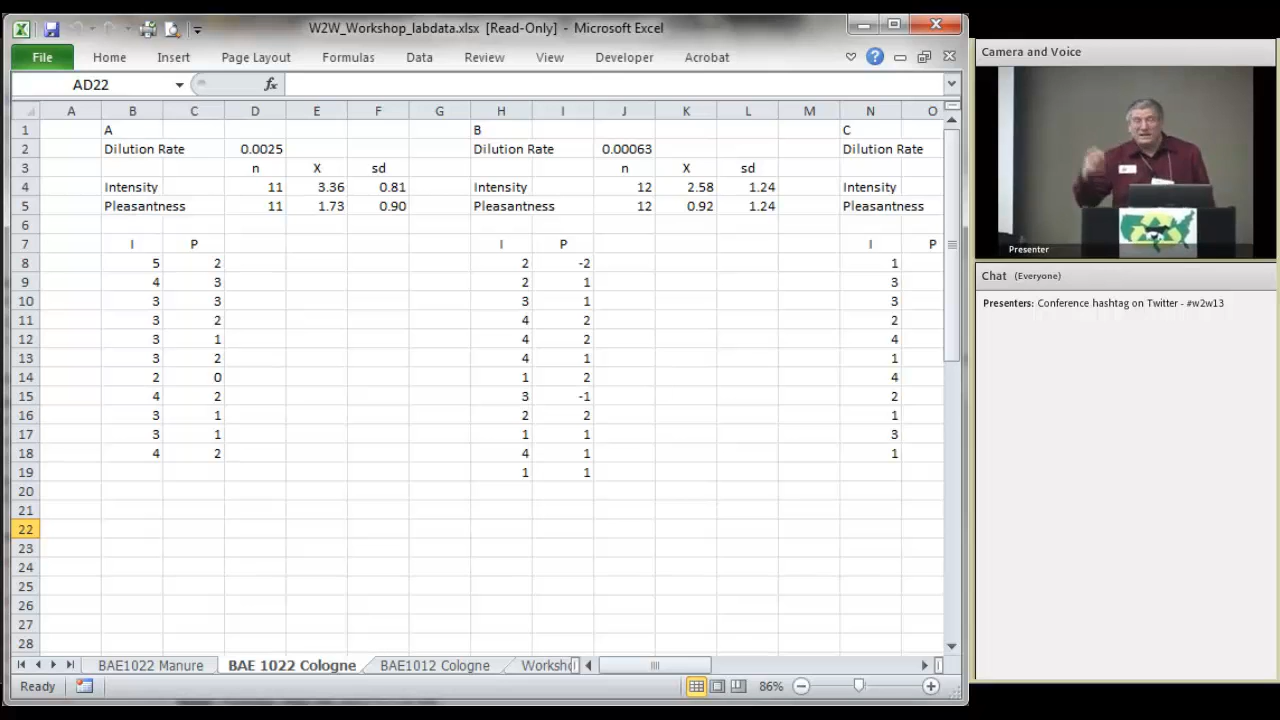 W2W_Workshop_labdata.xlsx [Read-Only] - Microsoft Excel
File Home Insert Page Layout Formulas Data Review View Developer Acrobat
AD22 fx
A B C D E F G H I J K L M N O
1 A B C
2 Dilution Rate 0.0025 Dilution Rate 0.00063 Dilution Rate
3 n X sd n X sd
4 Intensity 11 3.36 0.81 Intensity 12 2.58 1.24 Intensity
5 Pleasantness 11 1.73 0.90 Pleasantness 12 0.92 1.24 Pleasantness
6
7 I P I P I P
8 5 2 2 -2 1
9 4 3 2 1 3
10 3 3 3 1 3
11 3 2 4 2 2
12 3 1 4 2 4
13 3 2 4 1 1
14 2 0 1 2 4
15 4 2 3 -1 2
16 3 1 2 2 1
17 3 1 1 1 3
18 4 2 4 1 1
19 1 1
20
21
22
23
24
25
26
27
28
BAE1022 Manure BAE 1022 Cologne BAE1012 Cologne Worksho
Ready 86%
Camera and Voice
Presenter
Chat (Everyone)
Presenters: Conference hashtag on Twitter - #w2w13